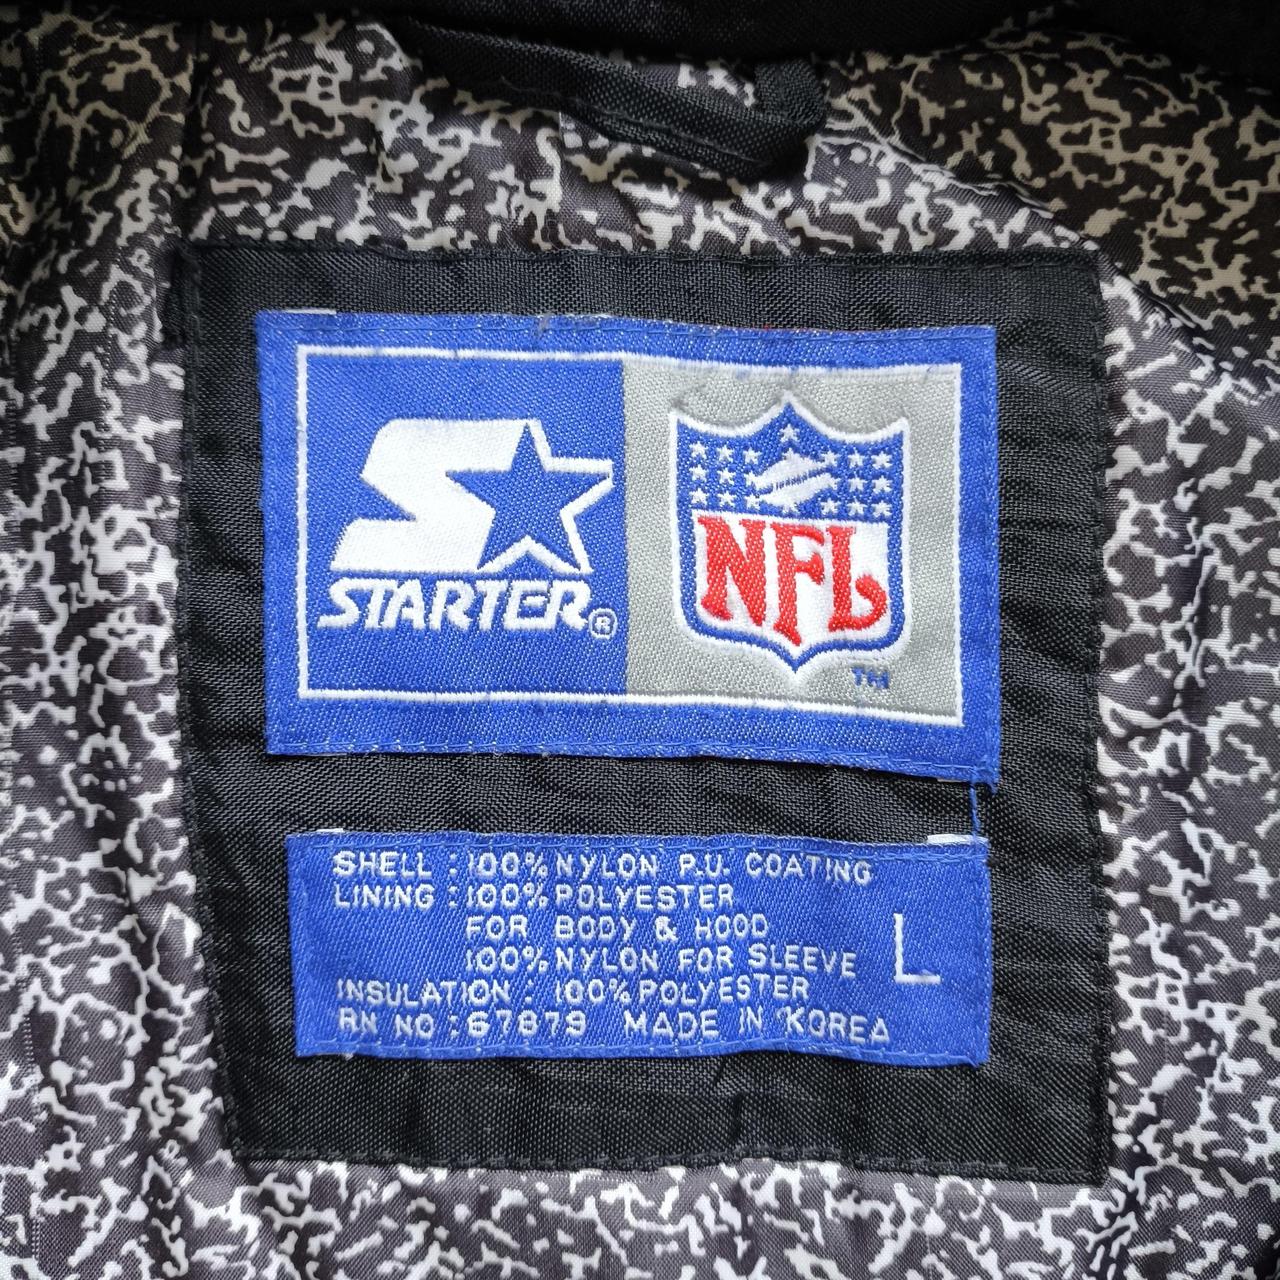 STARTER®
NFL
TM
SHELL : 100% NYLON P.U. COATING
LINING : 100% POLYESTER
FOR BODY & HOOD
100% NYLON FOR SLEEVE
L
INSULATION : 100% POLYESTER
RN NO : 67879 MADE IN KOREA